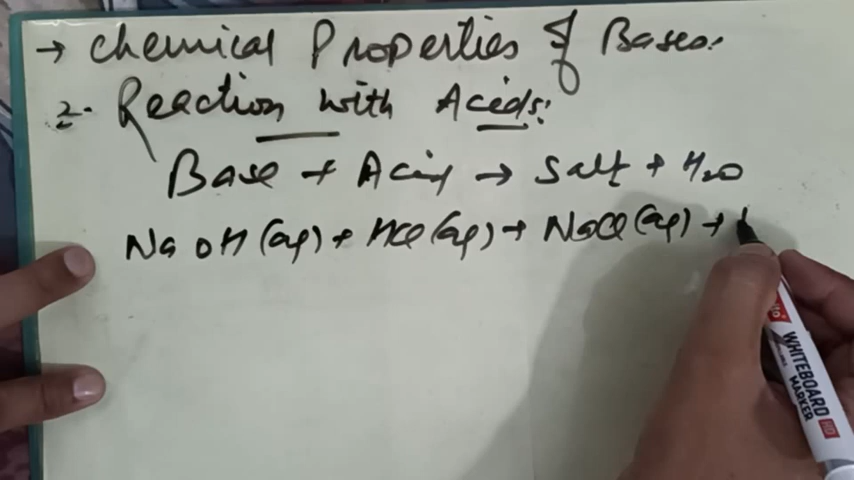 → Chemical Properties of Bases:
2. Reaction with Acids:
Base + Acid → Salt + H₂O
NaOH (aq) + HCl (aq) → NaCl (aq) +
WHITEBOARD
MARKER